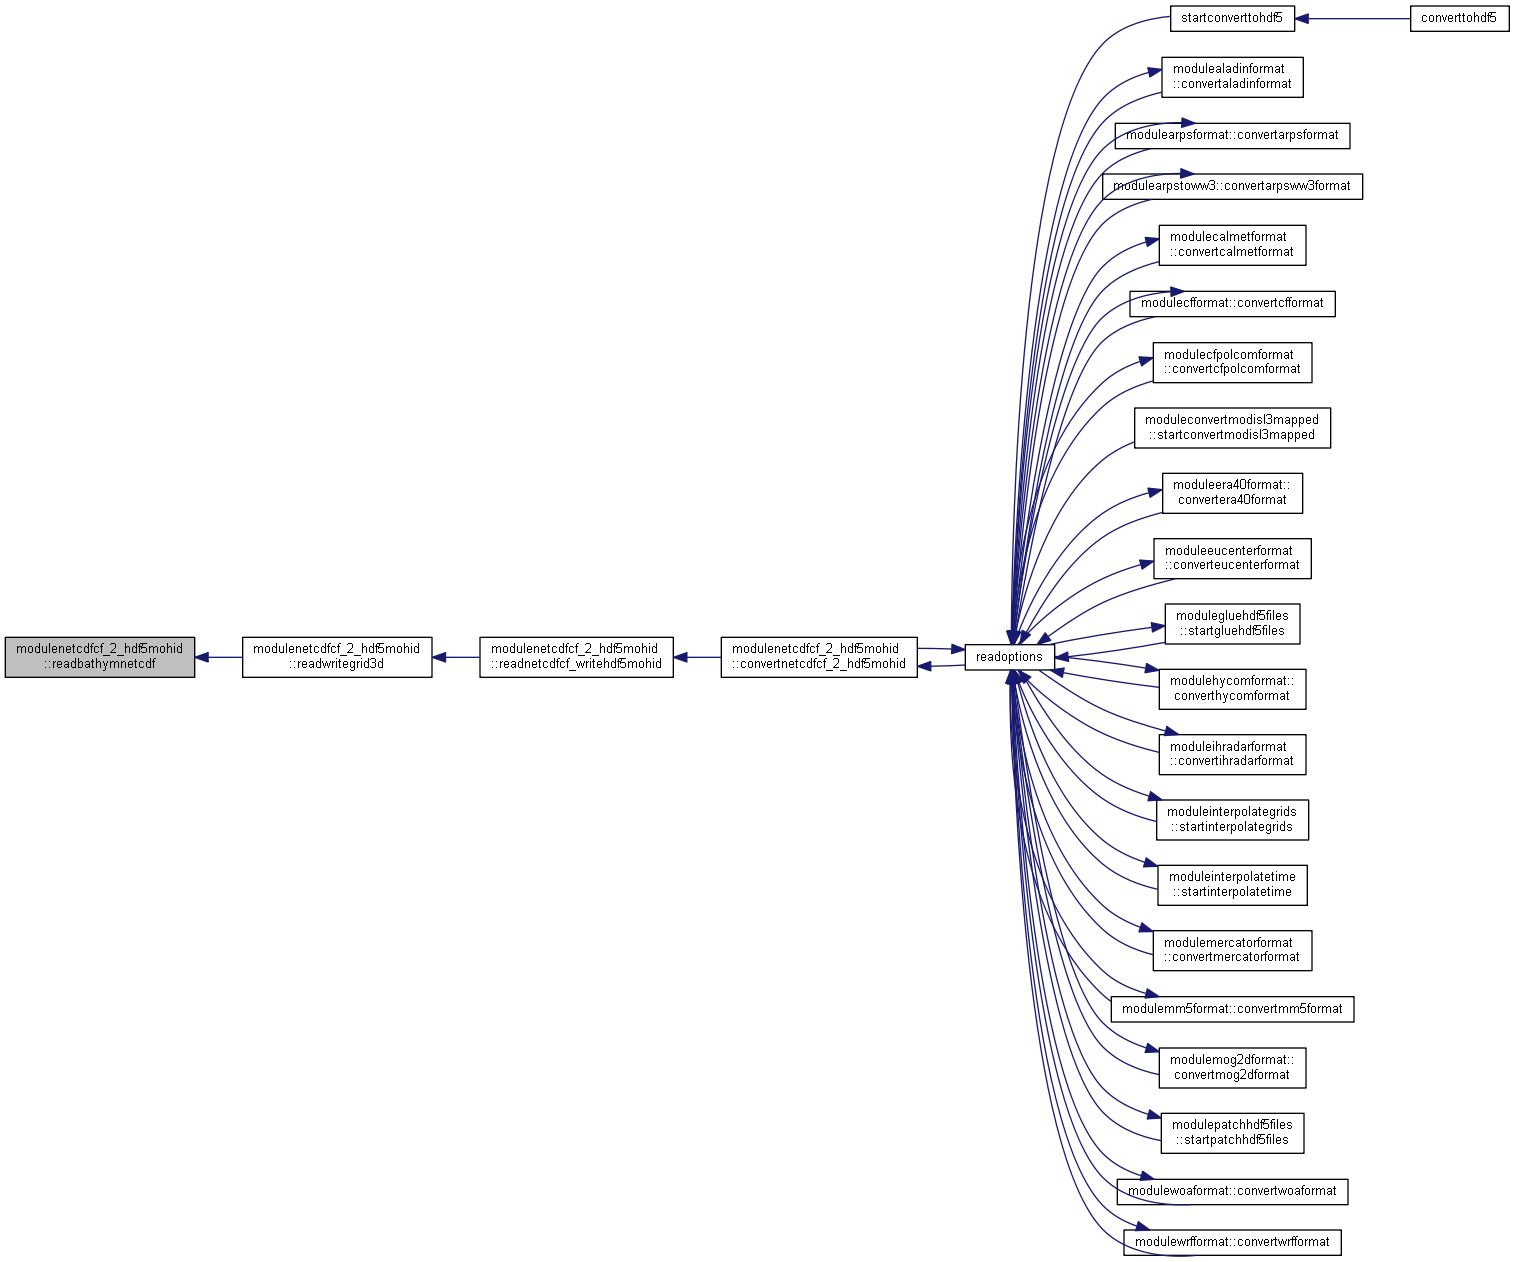 startconverttohdf5
converttohdf5
modulealadinformat
::convertaladinformat
modulearpsformat::convertarpsformat
modulearpstoww3::convertarpsww3format
modulecalmetformat
::convertcalmetformat
modulecfformat::convertcfformat
modulecfpolcomformat
::convertcfpolcomformat
moduleconvertmodisl3mapped
::startconvertmodisl3mapped
moduleera40format::
convertera40format
moduleeucenterformat
::converteucenterformat
modulegluehdf5files
::startgluehdf5files
modulenetcdfcf_2_hdf5mohid
::readbathymnetcdf
modulenetcdfcf_2_hdf5mohid
::readwritegrid3d
modulenetcdfcf_2_hdf5mohid
::readnetcdfcf_writehdf5mohid
modulenetcdfcf_2_hdf5mohid
::convertnetcdfcf_2_hdf5mohid
readoptions
modulehycomformat::
converthycomformat
moduleihradarformat
::convertihradarformat
moduleinterpolategrids
::startinterpolategrids
moduleinterpolatetime
::startinterpolatetime
modulemercatorformat
::convertmercatorformat
modulemm5format::convertmm5format
modulemog2dformat::
convertmog2dformat
modulepatchhdf5files
::startpatchhdf5files
modulewoaformat::convertwoaformat
modulewrfformat::convertwrfformat